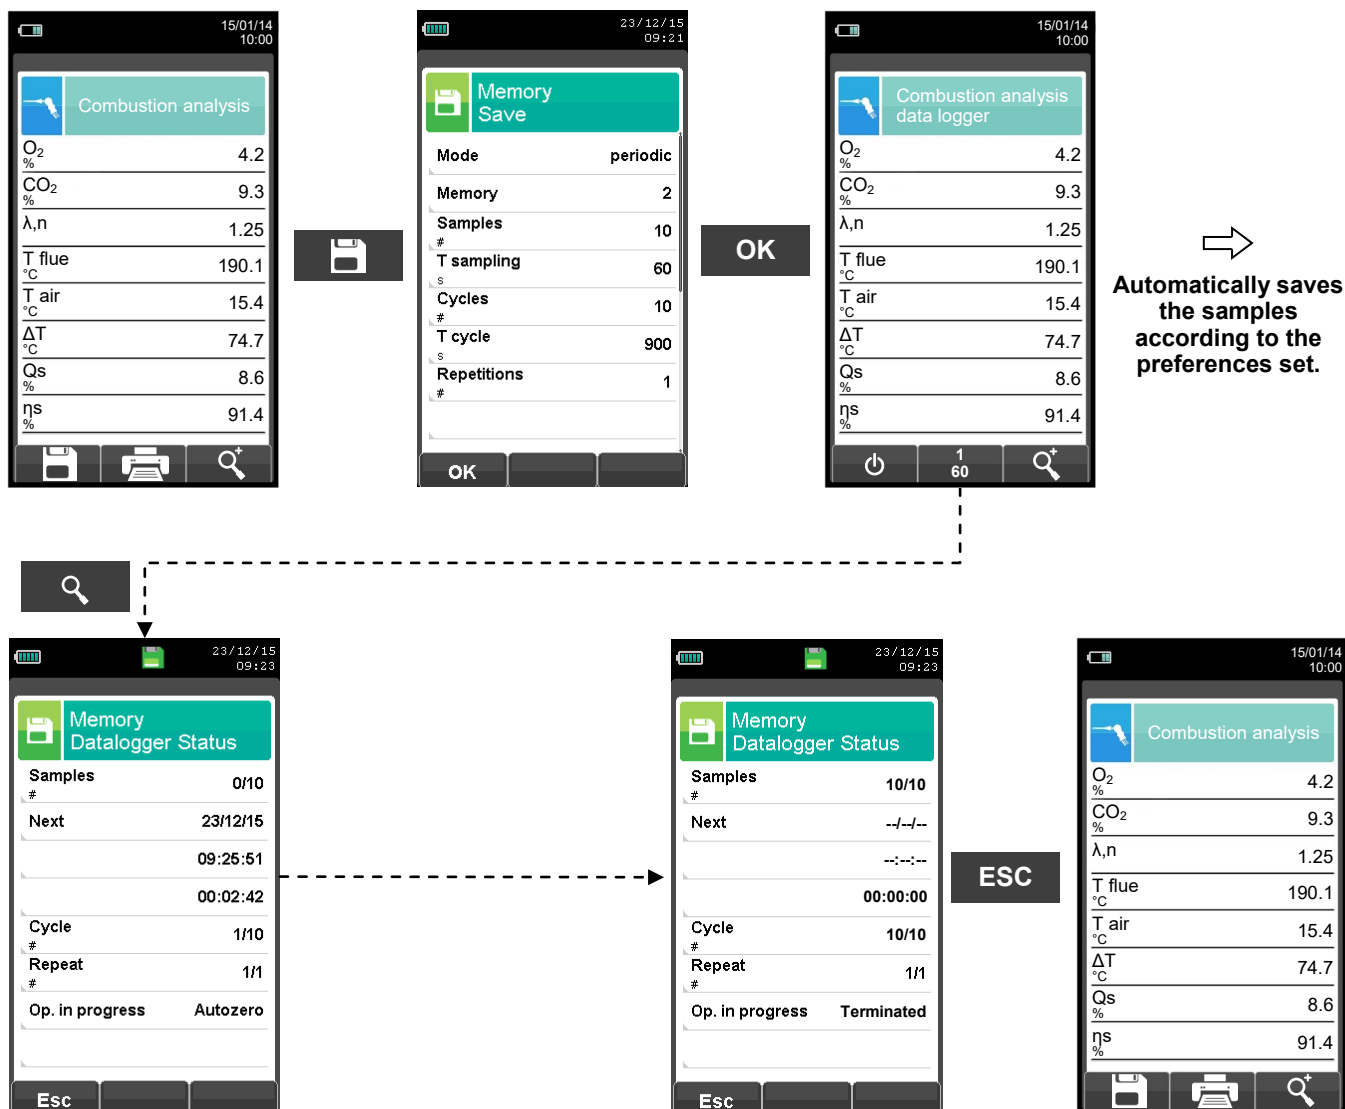 15/01/14
10:00
Combustion analysis
O2
%
4.2
CO2
%
9.3
λ,n
1.25
T flue
°C
190.1
T air
°C
15.4
ΔT
°C
74.7
Qs
%
8.6
ηs
%
91.4
23/12/15
09:21
Memory
Save
Mode periodic
Memory 2
Samples
#
10
T sampling
s
60
Cycles
#
10
T cycle
s
900
Repetitions
#
1
OK
OK
15/01/14
10:00
Combustion analysis
data logger
O2
%
4.2
CO2
%
9.3
λ,n
1.25
T flue
°C
190.1
T air
°C
15.4
ΔT
°C
74.7
Qs
%
8.6
ηs
%
91.4
1
60
Automatically saves
the samples
according to the
preferences set.
23/12/15
09:23
Memory
Datalogger Status
Samples
#
0/10
Next 23/12/15
09:25:51
00:02:42
Cycle
#
1/10
Repeat
#
1/1
Op. in progress Autozero
Esc
23/12/15
09:23
Memory
Datalogger Status
Samples
#
10/10
Next --/--/--
--:--:--
00:00:00
Cycle
#
10/10
Repeat
#
1/1
Op. in progress Terminated
Esc
ESC
15/01/14
10:00
Combustion analysis
O2
%
4.2
CO2
%
9.3
λ,n
1.25
T flue
°C
190.1
T air
°C
15.4
ΔT
°C
74.7
Qs
%
8.6
ηs
%
91.4